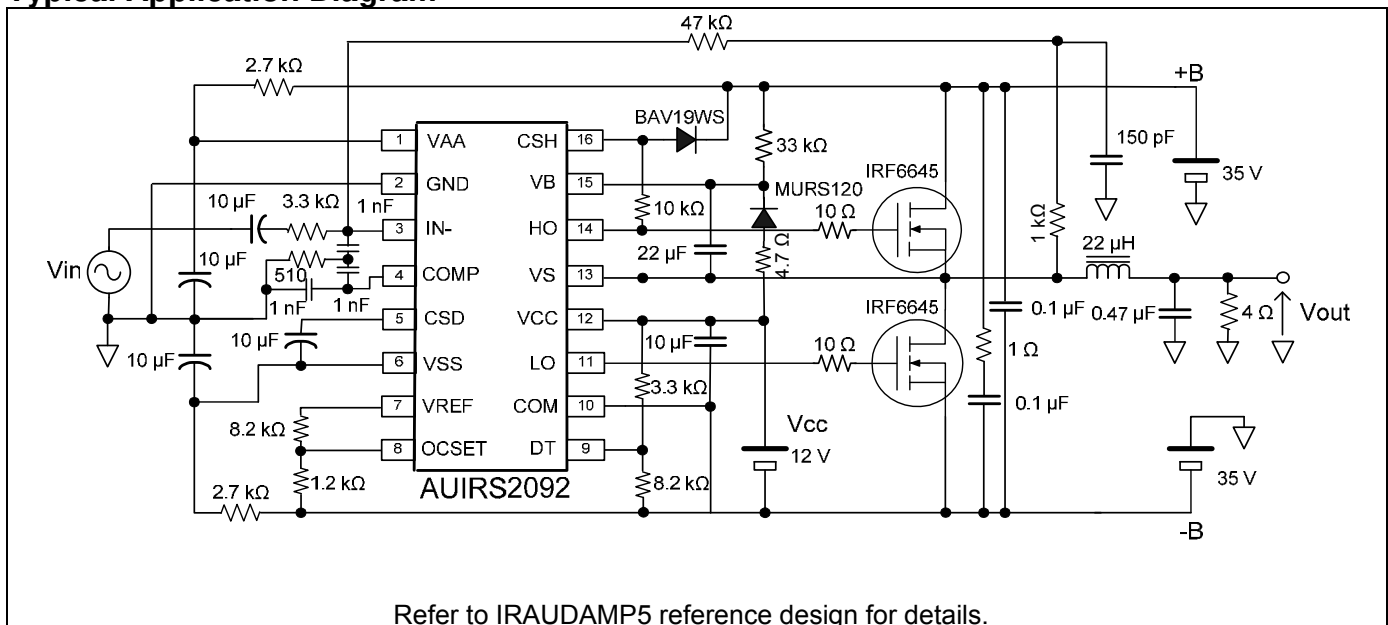 Typical Application Diagram
47 kΩ
2.7 kΩ
+B
BAV19WS
33 kΩ
150 pF
35 V
1 VAA CSH 16
2 GND VB 15
3 IN- HO 14
4 COMP VS 13
5 CSD VCC 12
6 VSS LO 11
7 VREF COM 10
8 OCSET DT 9
AUIRS2092
MURS120
IRF6645
10 µF
3.3 kΩ
1 nF
10 kΩ
10 Ω
1 kΩ
22 µH
Vin
10 µF
510
22 µF
4.7 Ω
1 nF
1 nF
IRF6645
0.1 µF
0.47 µF
4 Ω
Vout
10 µF
10 µF
10 µF
10 Ω
1 Ω
3.3 kΩ
0.1 µF
8.2 kΩ
Vcc
12 V
1.2 kΩ
8.2 kΩ
35 V
2.7 kΩ
-B
Refer to IRAUDAMP5 reference design for details.